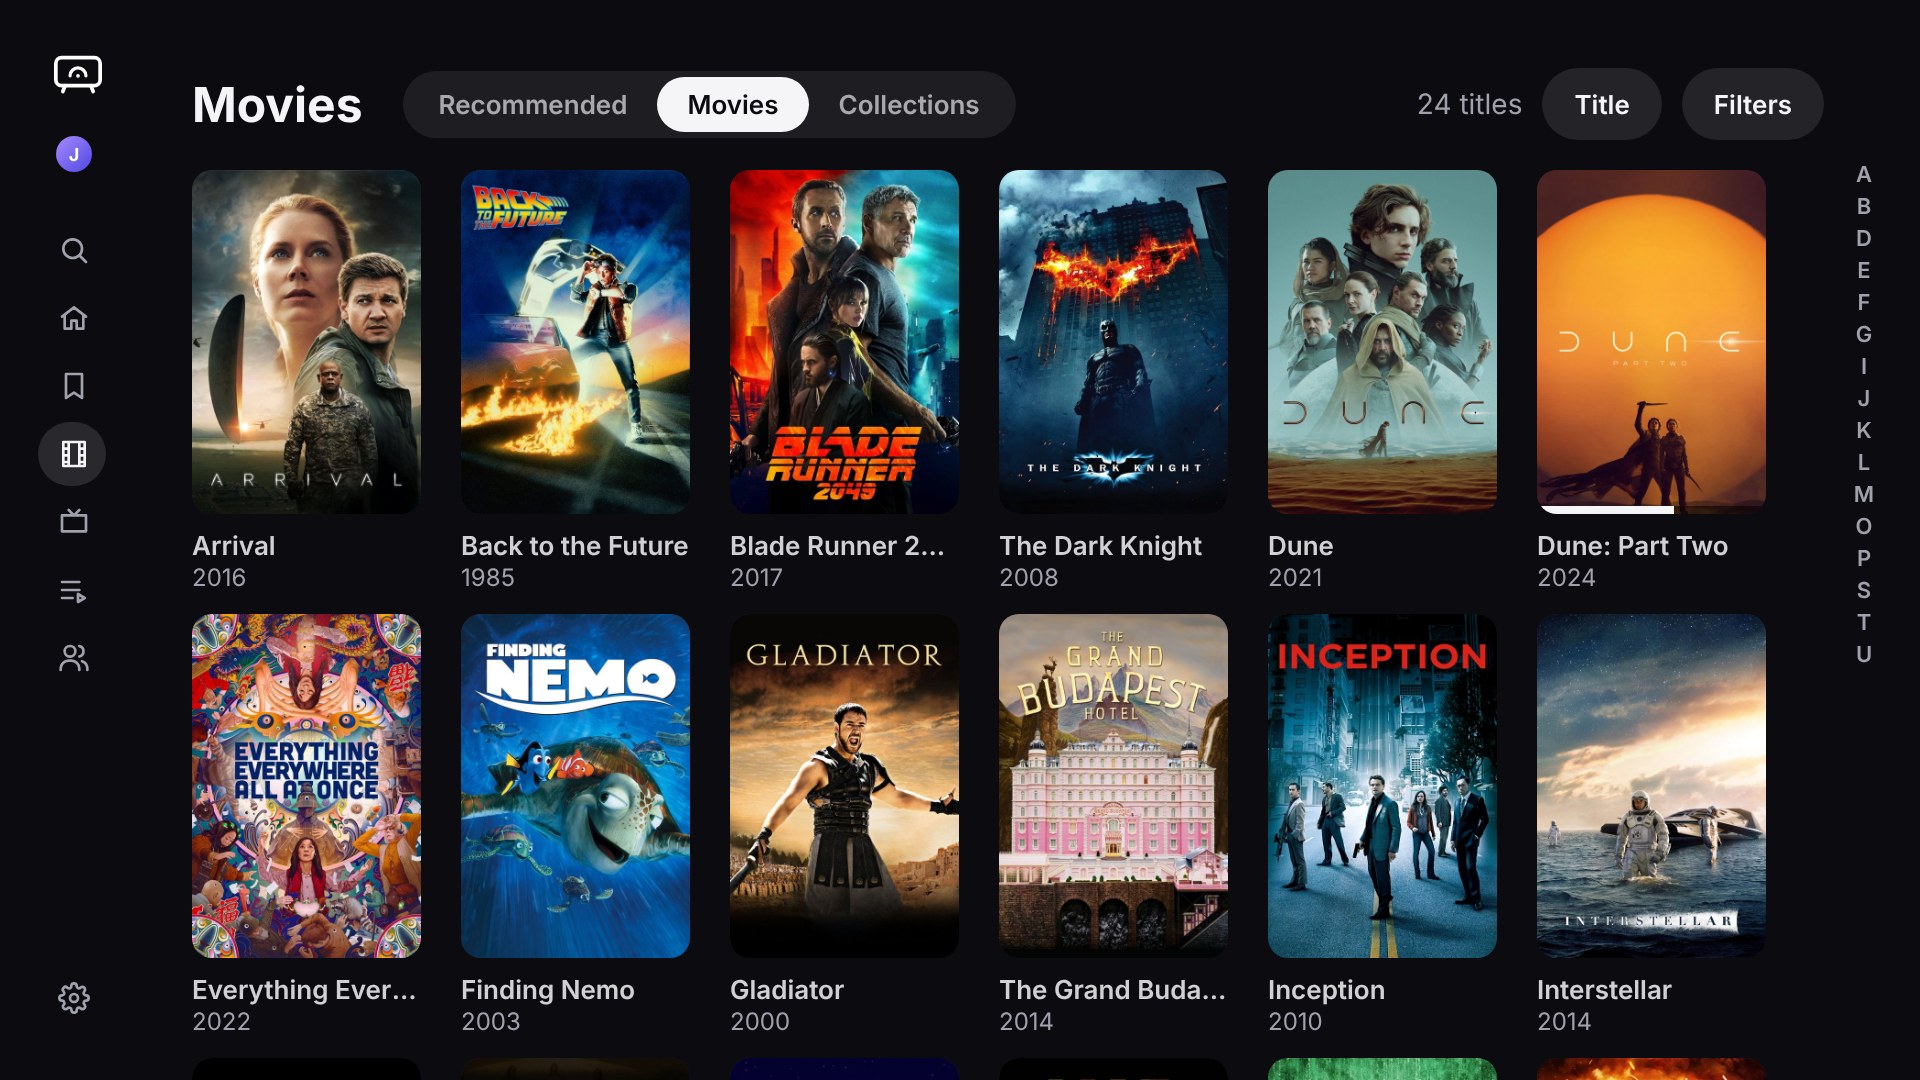 Movies
Recommended
Movies
Collections
24 titles
Title
Filters
J
A
B
D
E
F
G
I
J
K
L
M
O
P
S
T
U
ARRIVAL
BACK
TO THE
FUTURE
BLADE
RUNNER
2049
THE DARK KNIGHT
DUNE
DUNE
PART TWO
Arrival
2016
Back to the Future
1985
Blade Runner 2...
2017
The Dark Knight
2008
Dune
2021
Dune: Part Two
2024
EVERYTHING
EVERYWHERE
ALL AT ONCE
FINDING
NEMO
GLADIATOR
THE
GRAND
BUDAPEST
HOTEL
INCEPTION
INTERSTELLAR
Everything Ever...
2022
Finding Nemo
2003
Gladiator
2000
The Grand Buda...
2014
Inception
2010
Interstellar
2014